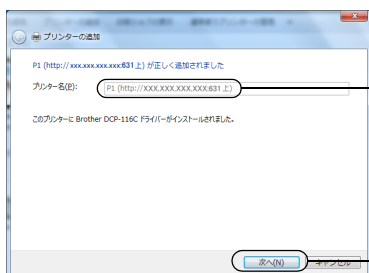 プリンターの追加
P1 (http://xxx.xxx.xxx.xxx:631上) が正しく追加されました
プリンター名(P): P1 (http://XXX.XXX.XXX.XXX:631 上)
このプリンターに Brother DCP-116C ドライバーがインストールされました。
次へ(N) キャンセル